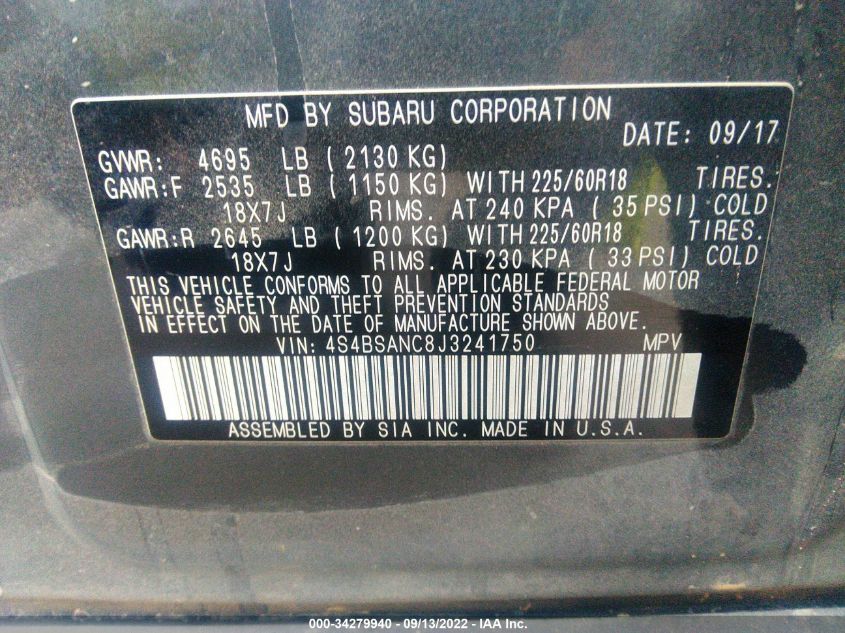 MFD BY SUBARU CORPORATION
DATE: 09/17
GVWR: 4695 LB ( 2130 KG)
GAWR:F 2535 LB ( 1150 KG) WITH 225/60R18 TIRES.
18X7J RIMS. AT 240 KPA ( 35 PSI) COLD
GAWR:R 2645 LB ( 1200 KG) WITH 225/60R18 TIRES.
18X7J RIMS. AT 230 KPA ( 33 PSI) COLD
THIS VEHICLE CONFORMS TO ALL APPLICABLE FEDERAL MOTOR
VEHICLE SAFETY AND THEFT PREVENTION STANDARDS
IN EFFECT ON THE DATE OF MANUFACTURE SHOWN ABOVE.
VIN: 4S4BSANC8J3241750 MPV
ASSEMBLED BY SIA INC. MADE IN U.S.A.
000-34279940 - 09/13/2022 - IAA Inc.